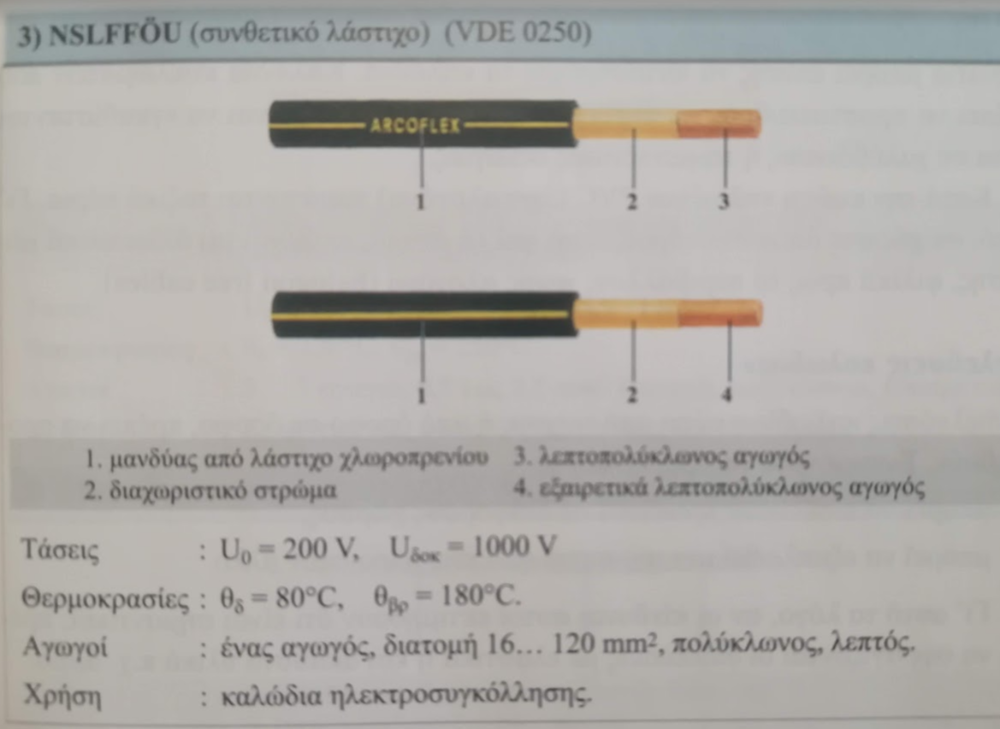 3) NSLFFÖU (συνθετικό λάστιχο) (VDE 0250)
ARCOFLEX
1 2 3
1 2 4
1. μανδύας από λάστιχο χλωροπρενίου 3. λεπτοπολύκλωνος αγωγός
2. διαχωριστικό στρώμα 4. εξαιρετικά λεπτοπολύκλωνος αγωγός
Τάσεις : U₀ = 200 V, Uδοκ = 1000 V
Θερμοκρασίες : θδ = 80°C, θβρ = 180°C.
Αγωγοί : ένας αγωγός, διατομή 16... 120 mm², πολύκλωνος, λεπτός.
Χρήση : καλώδια ηλεκτροσυγκόλλησης.